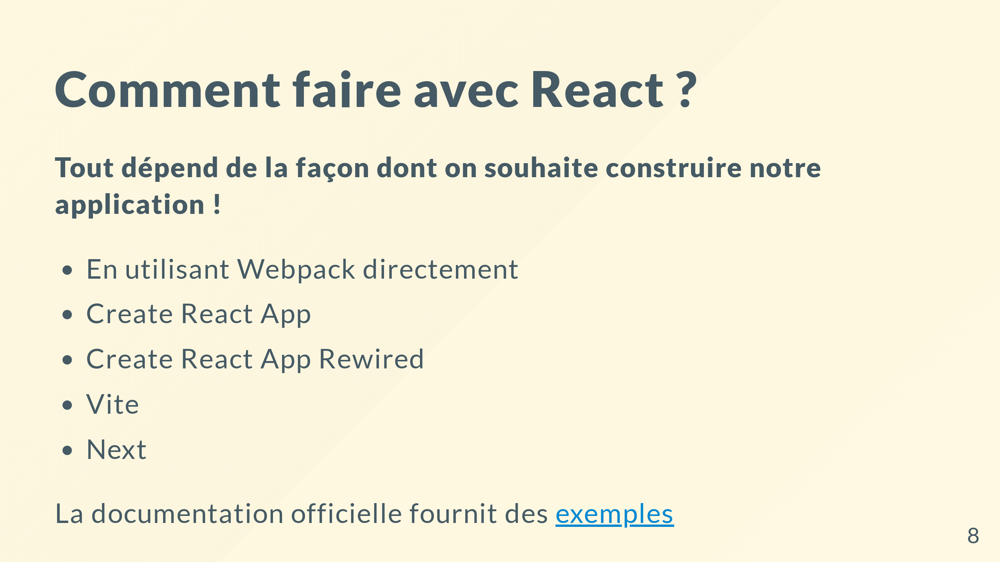 Comment faire avec React ?
Tout dépend de la façon dont on souhaite construire notre
application !
• En utilisant Webpack directement
• Create React App
• Create React App Rewired
• Vite
• Next
La documentation officielle fournit des exemples
8